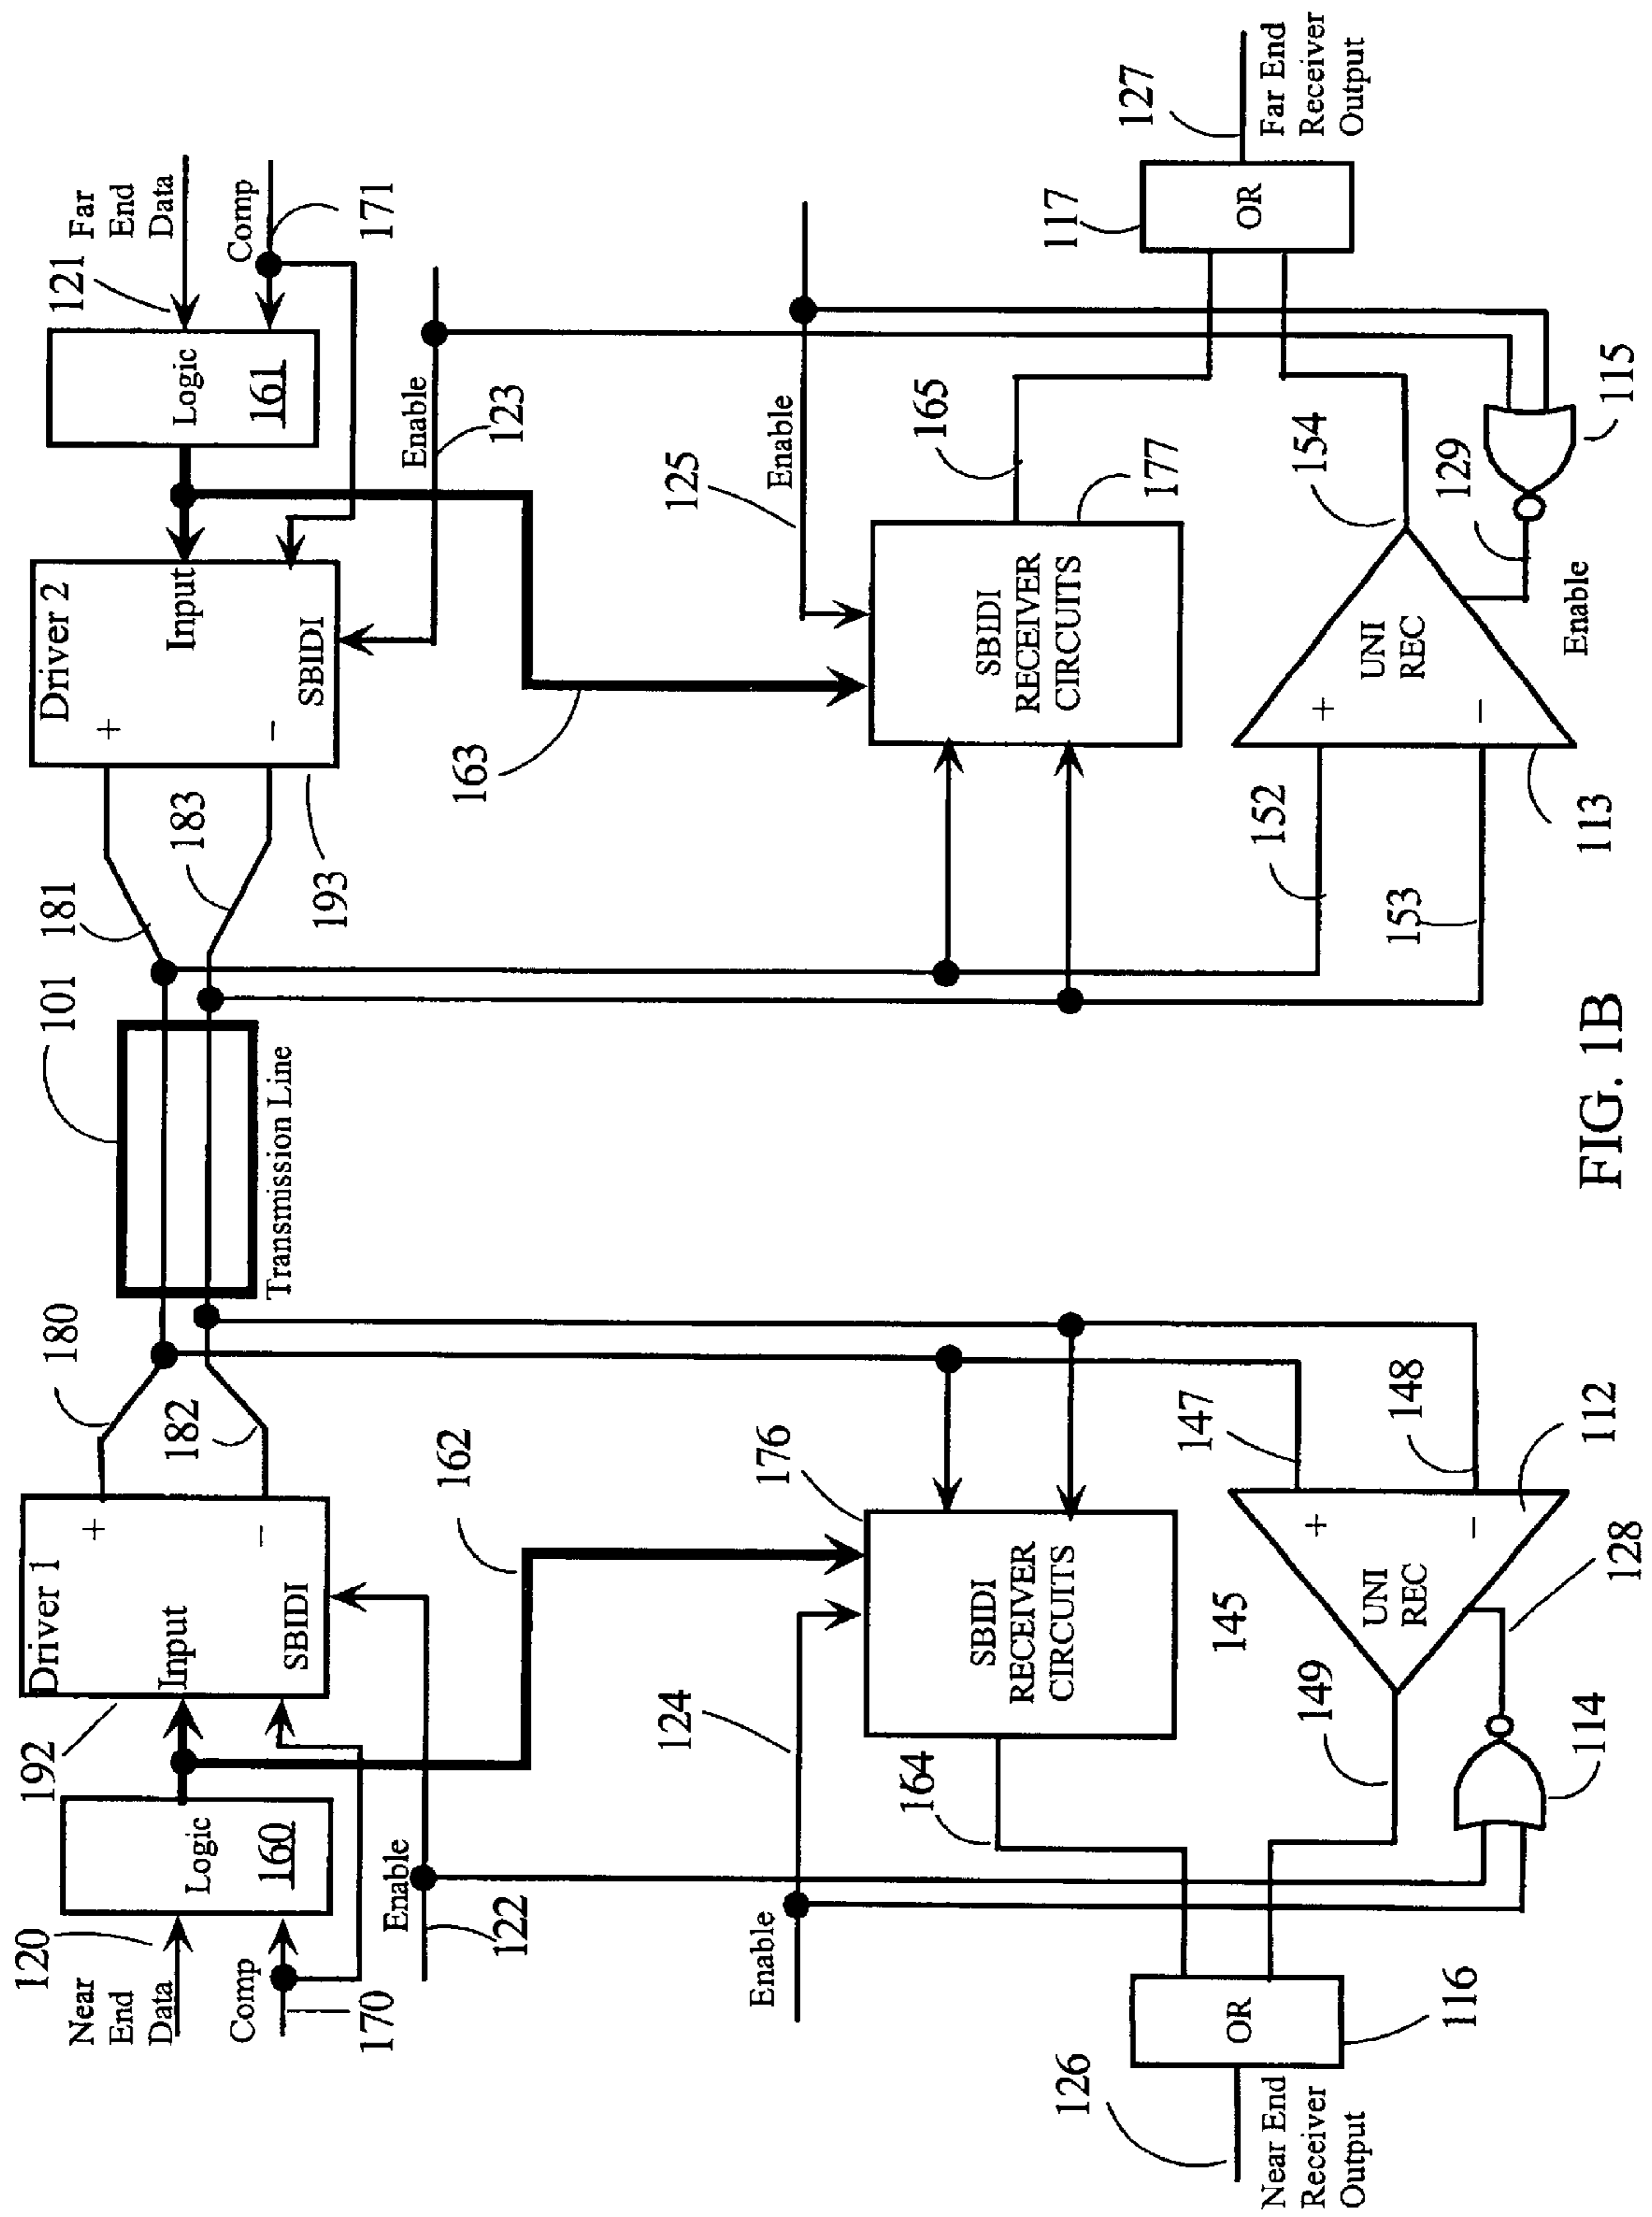 120
Near
End
Data
Comp
170
Logic
160
192
Driver 1
Input
+
−
SBIDI
180
182
101
Transmission Line
181
183
193
Driver 2
+
−
Input
SBIDI
Logic
161
121
Far
End
Data
Comp
171
Enable
122
162
Enable
123
163
Enable
124
164
176
SBIDI
RECEIVER
CIRCUITS
145
SBIDI
RECEIVER
CIRCUITS
125
Enable
165
177
126
Near End
Receiver
Output
OR
116
149
UNI
REC
+
−
147
148
112
128
114
152
153
+
−
UNI
REC
113
154
129
Enable
115
117
OR
127
Far End
Receiver
Output
FIG. 1B